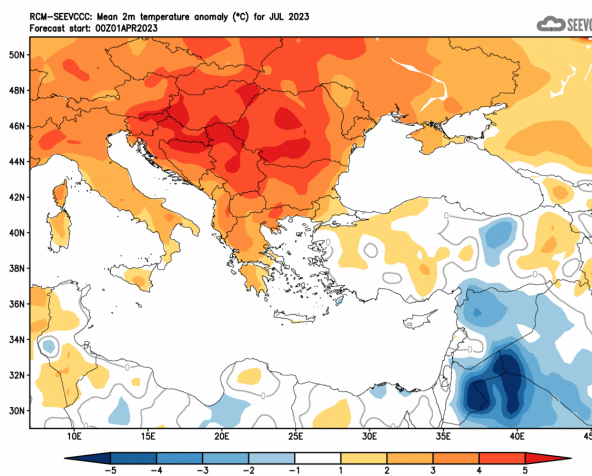 RCM-SEEVCCC: Mean 2m temperature anomaly (°C) for JUL 2023
Forecast start: 00Z01APR2023
SEEVC
50N
48N
46N
44N
42N
40N
38N
36N
34N
32N
30N
10E 15E 20E 25E 30E 35E 40E 45E
-5 -4 -3 -2 -1 1 2 3 4 5